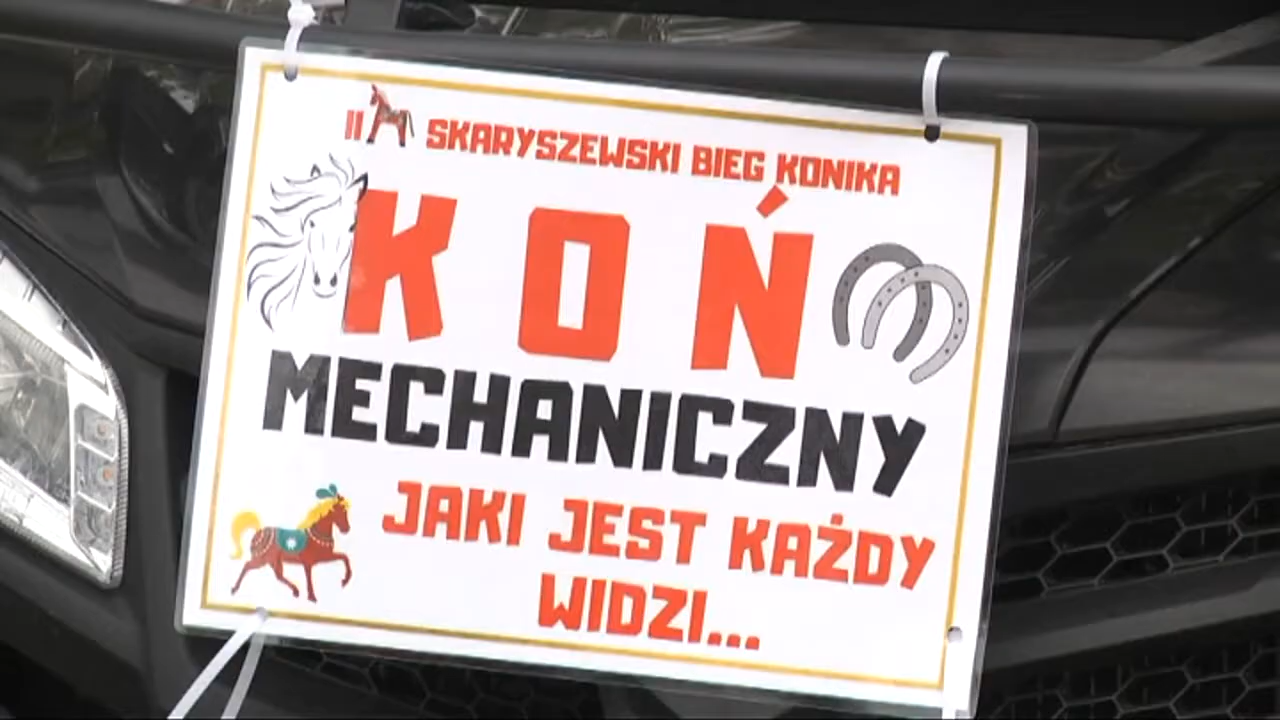 II SKARYSZEWSKI BIEG KONIKA
KOŃ
MECHANICZNY
JAKI JEST KAŻDY
WIDZI...